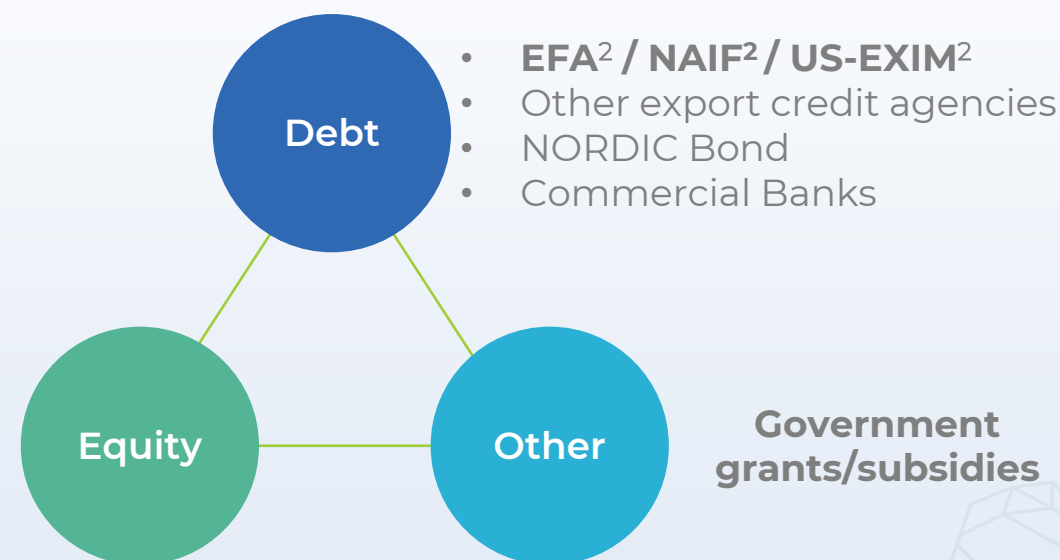 Debt
• EFA² / NAIF² / US-EXIM²
• Other export credit agencies
• NORDIC Bond
• Commercial Banks
Equity
Other
Government
grants/subsidies